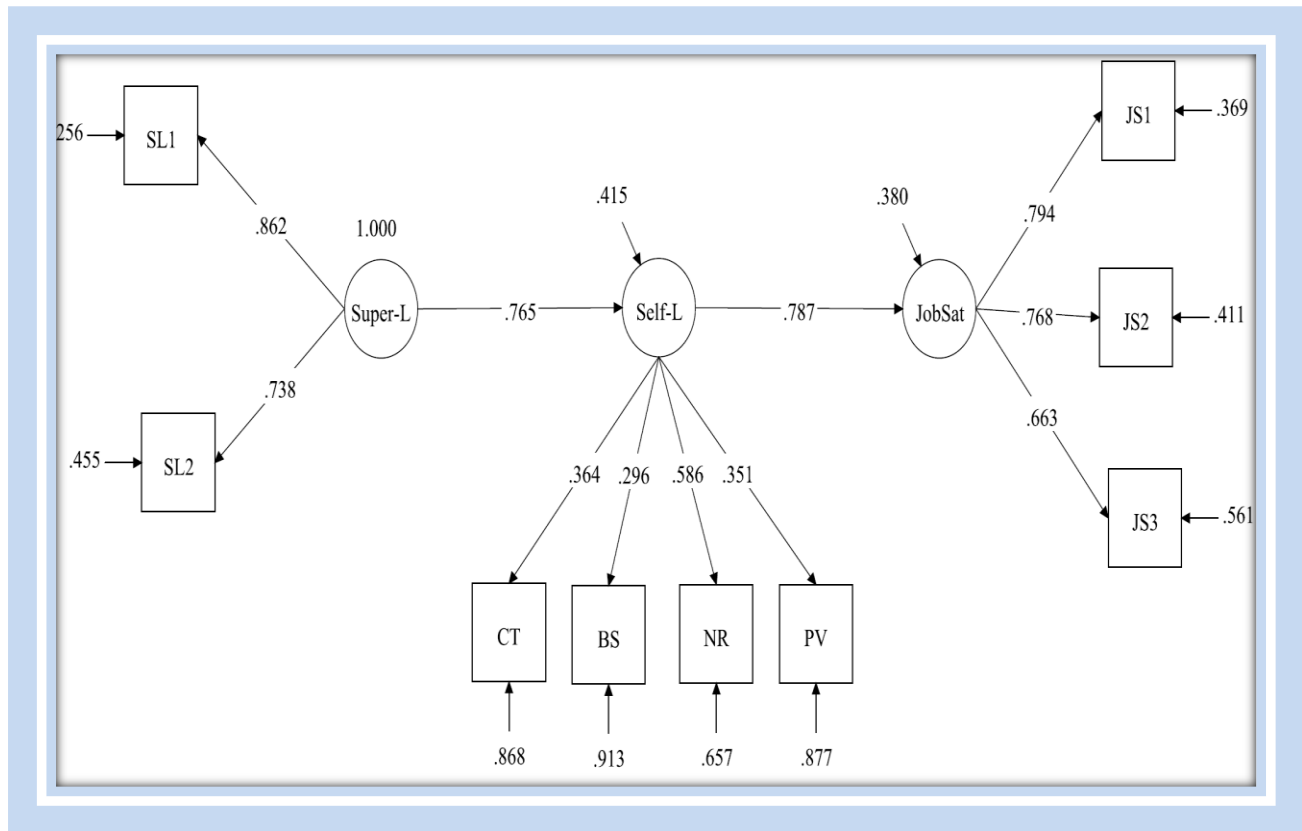 JS1
.369
SL1
256
.415
.380
.794
.862
1.000
Super-L
.765
Self-L
.787
JobSat
.768
JS2
.411
.738
.663
SL2
.455
.364
.296
.586
.351
JS3
.561
CT
BS
NR
PV
.868
.913
.657
.877